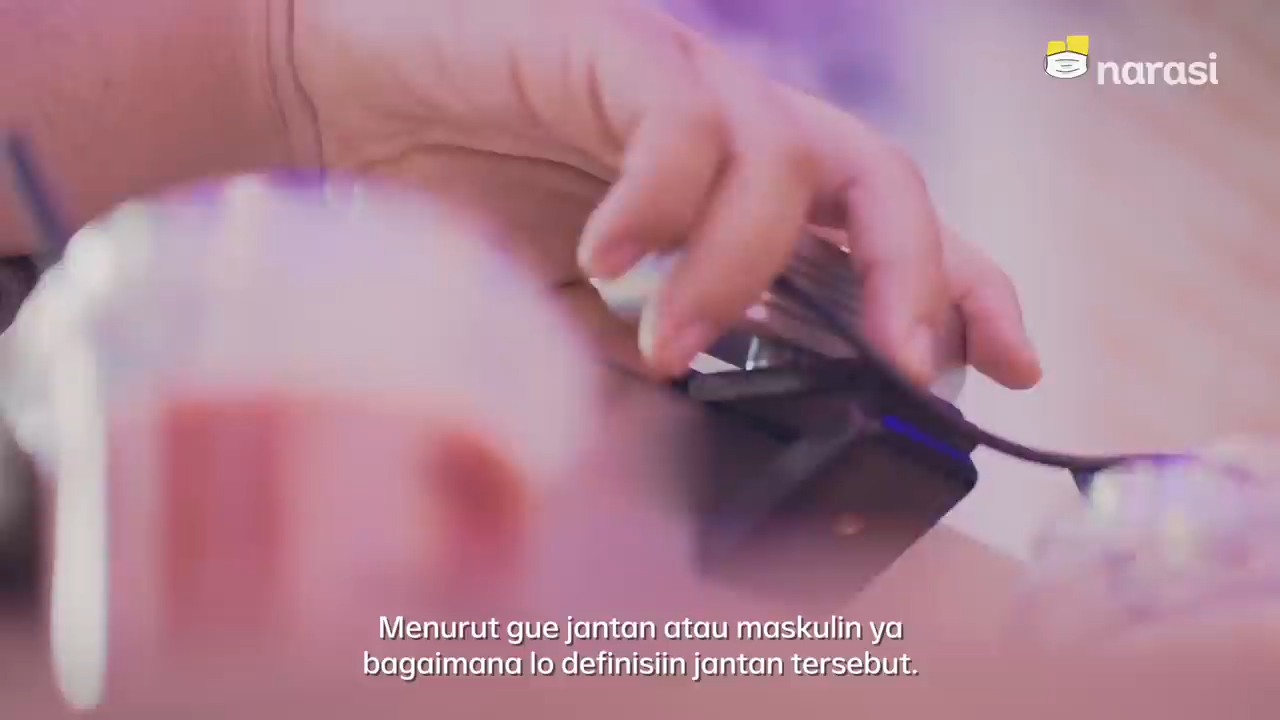 narasi
Menurut gue jantan atau maskulin ya
bagaimana lo definisiin jantan tersebut.